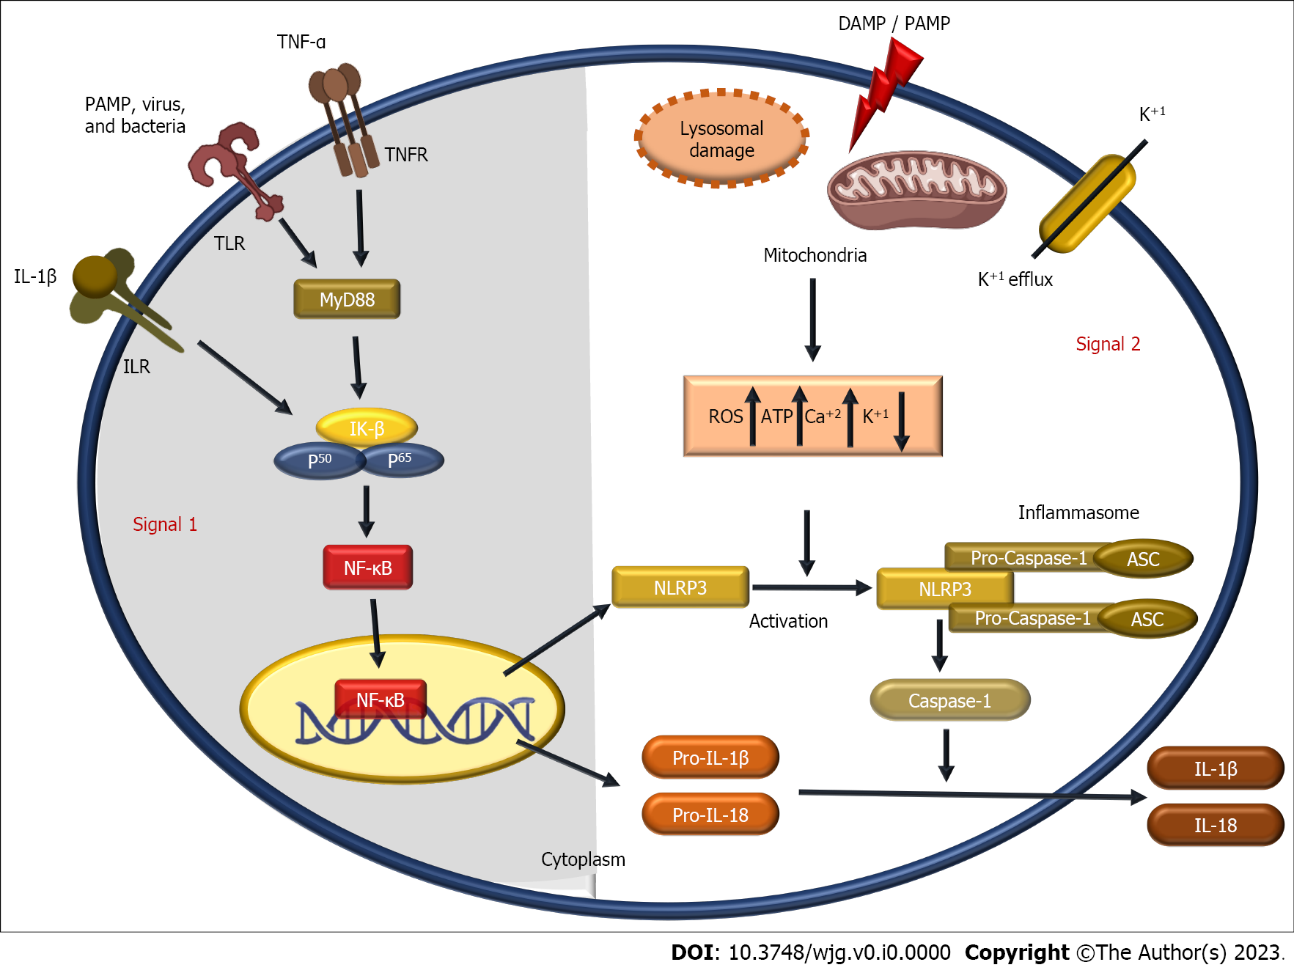 DAMP / PAMP
TNF-α
PAMP, virus,
and bacteria
TNFR
TLR
IL-1β
ILR
MyD88
IK-β
P50
P65
Signal 1
NF-κB
NF-κB
Cytoplasm
Lysosomal
damage
Mitochondria
K+1
K+1 efflux
Signal 2
ROS ATP Ca+2 K+1
Inflammasome
NLRP3
Activation
NLRP3
Pro-Caspase-1
ASC
Pro-Caspase-1
ASC
Caspase-1
Pro-IL-1β
Pro-IL-18
IL-1β
IL-18
DOI: 10.3748/wjg.v0.i0.0000 Copyright ©The Author(s) 2023.